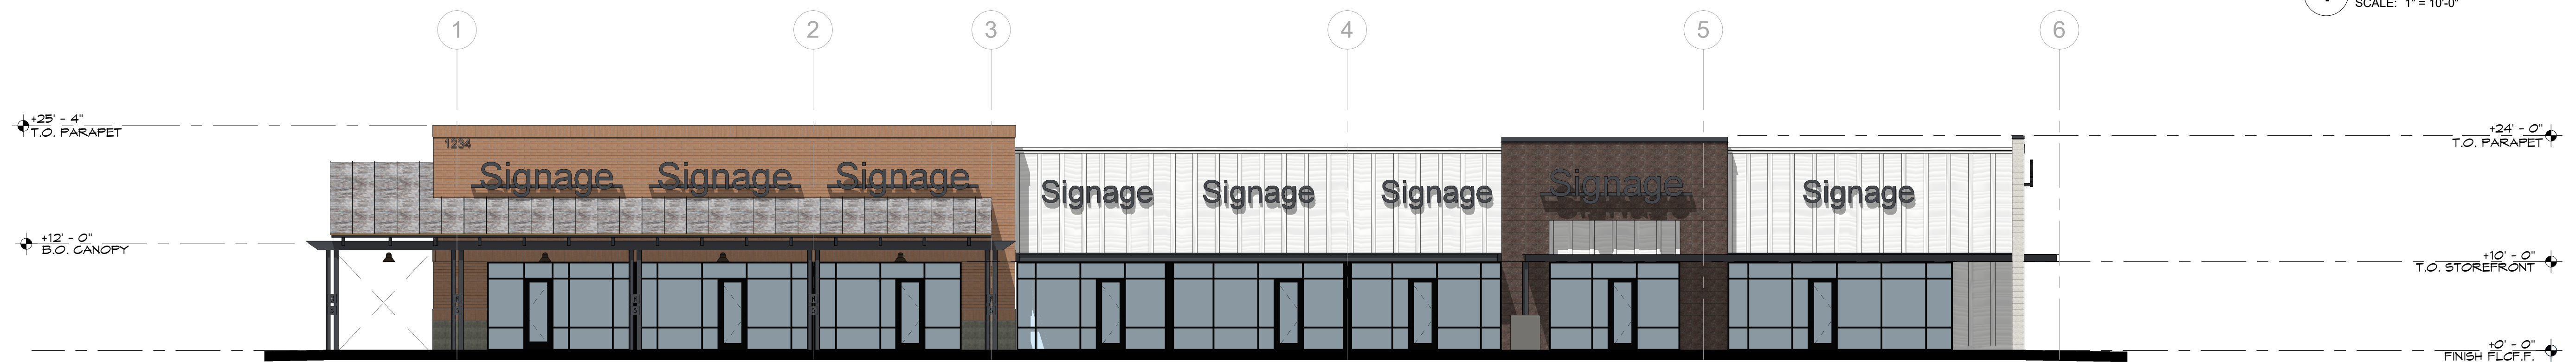 SCALE: 1" = 10'-0"
1
2
3
4
5
6
+25' - 4"
T.O. PARAPET
+24' - 0"
T.O. PARAPET
1234
Signage
Signage
Signage
Signage
Signage
Signage
Signage
Signage
+12' - 0"
B.O. CANOPY
+10' - 0"
T.O. STOREFRONT
+0' - 0"
FINISH FLCF.F.